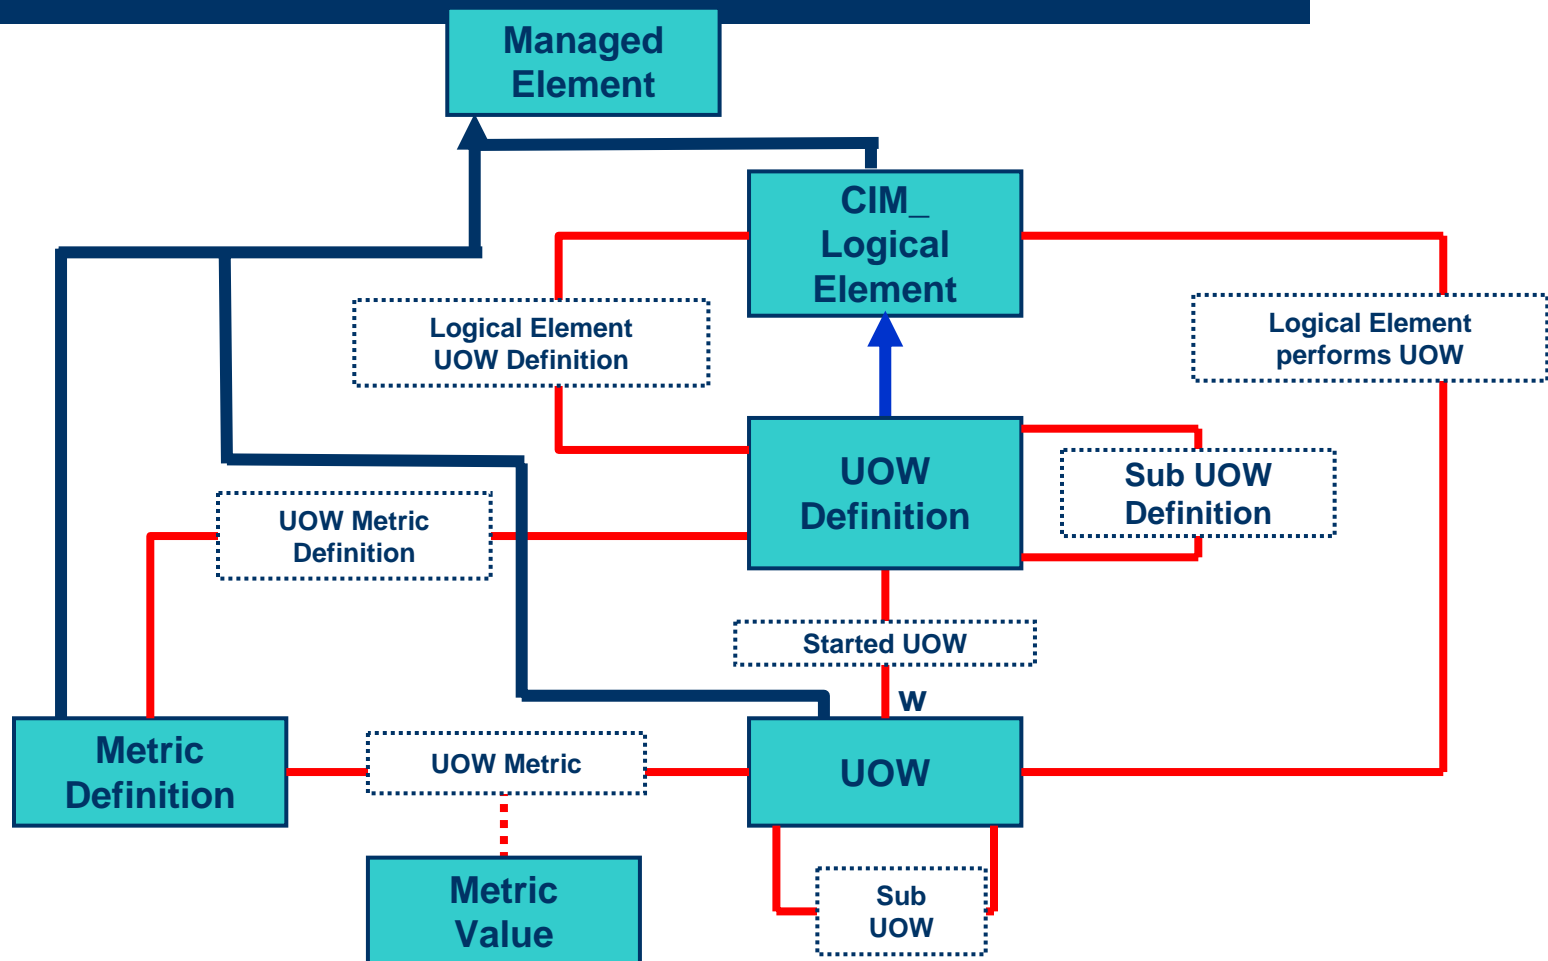 Managed
Element
CIM_
Logical
Element
Logical Element
UOW Definition
Logical Element
performs UOW
UOW
Definition
Sub UOW
Definition
UOW Metric
Definition
Started UOW
w
Metric
Definition
UOW Metric
UOW
Metric
Value
Sub
UOW